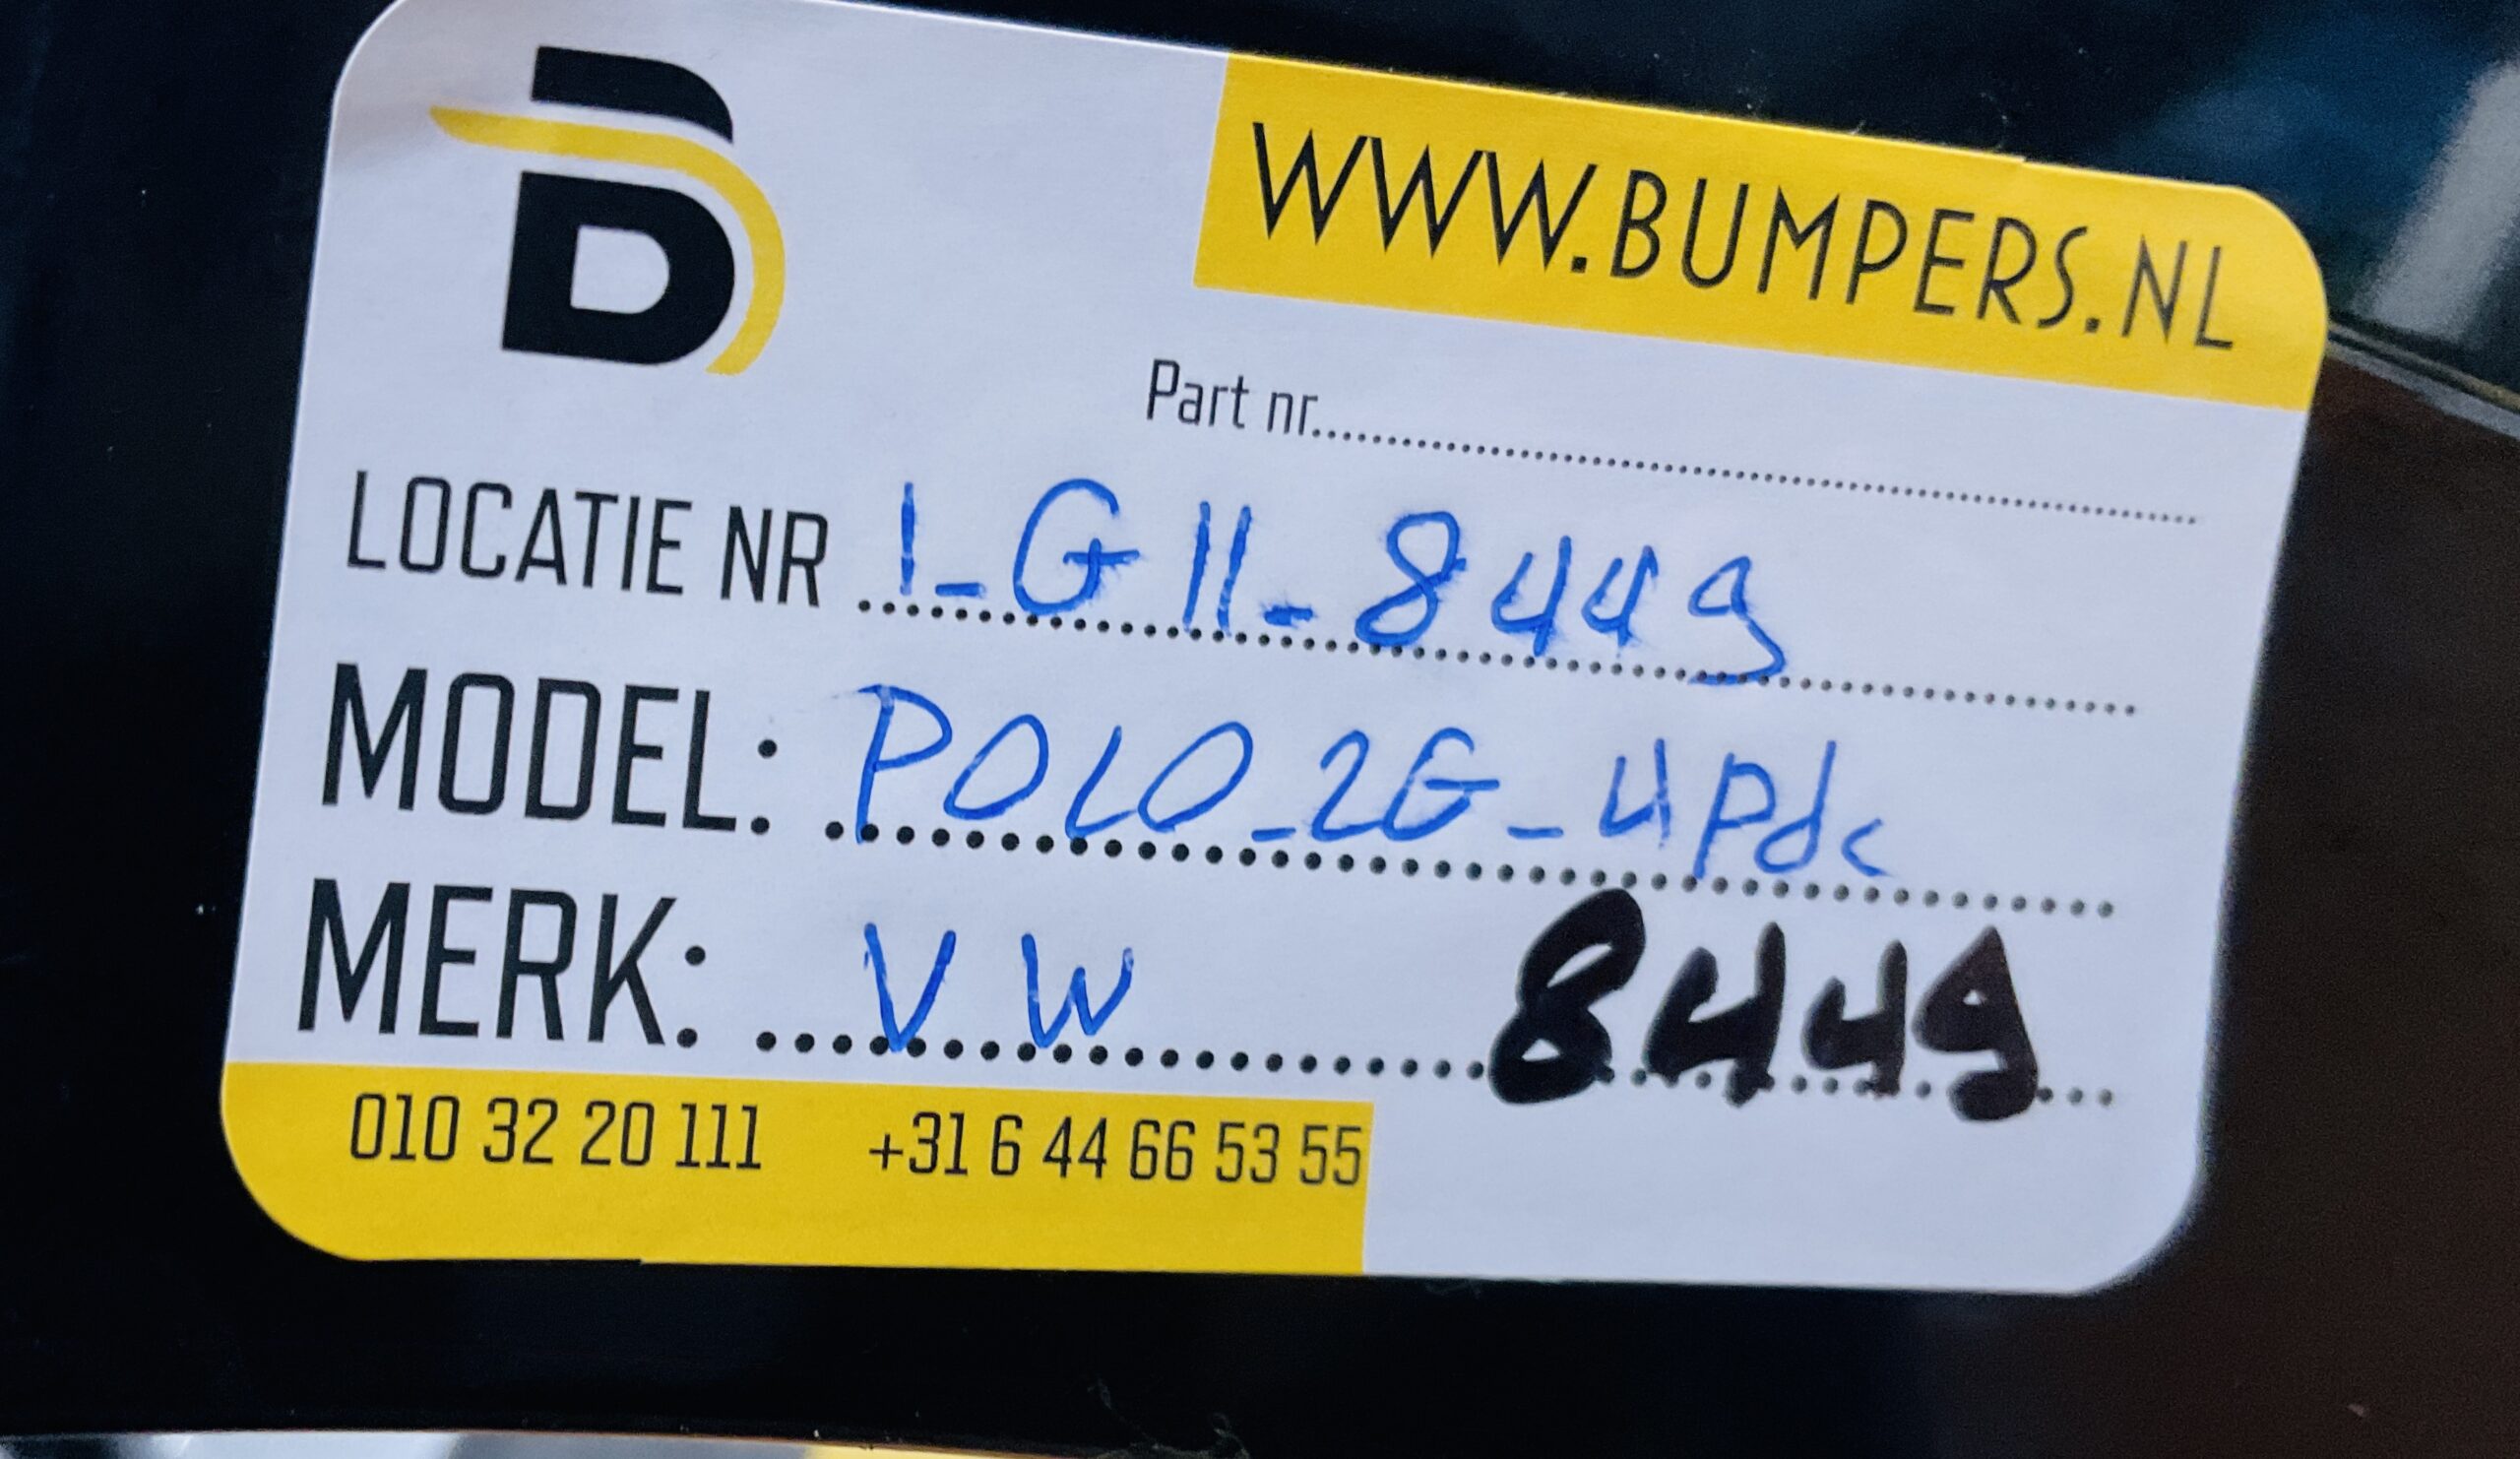 WWW.BUMPERS.NL
Part nr.
LOCATIE NR 1-G11-8449
MODEL: POLO-2G-4Pdc
MERK: VW 8449
010 32 20 111 +31 6 44 66 53 55